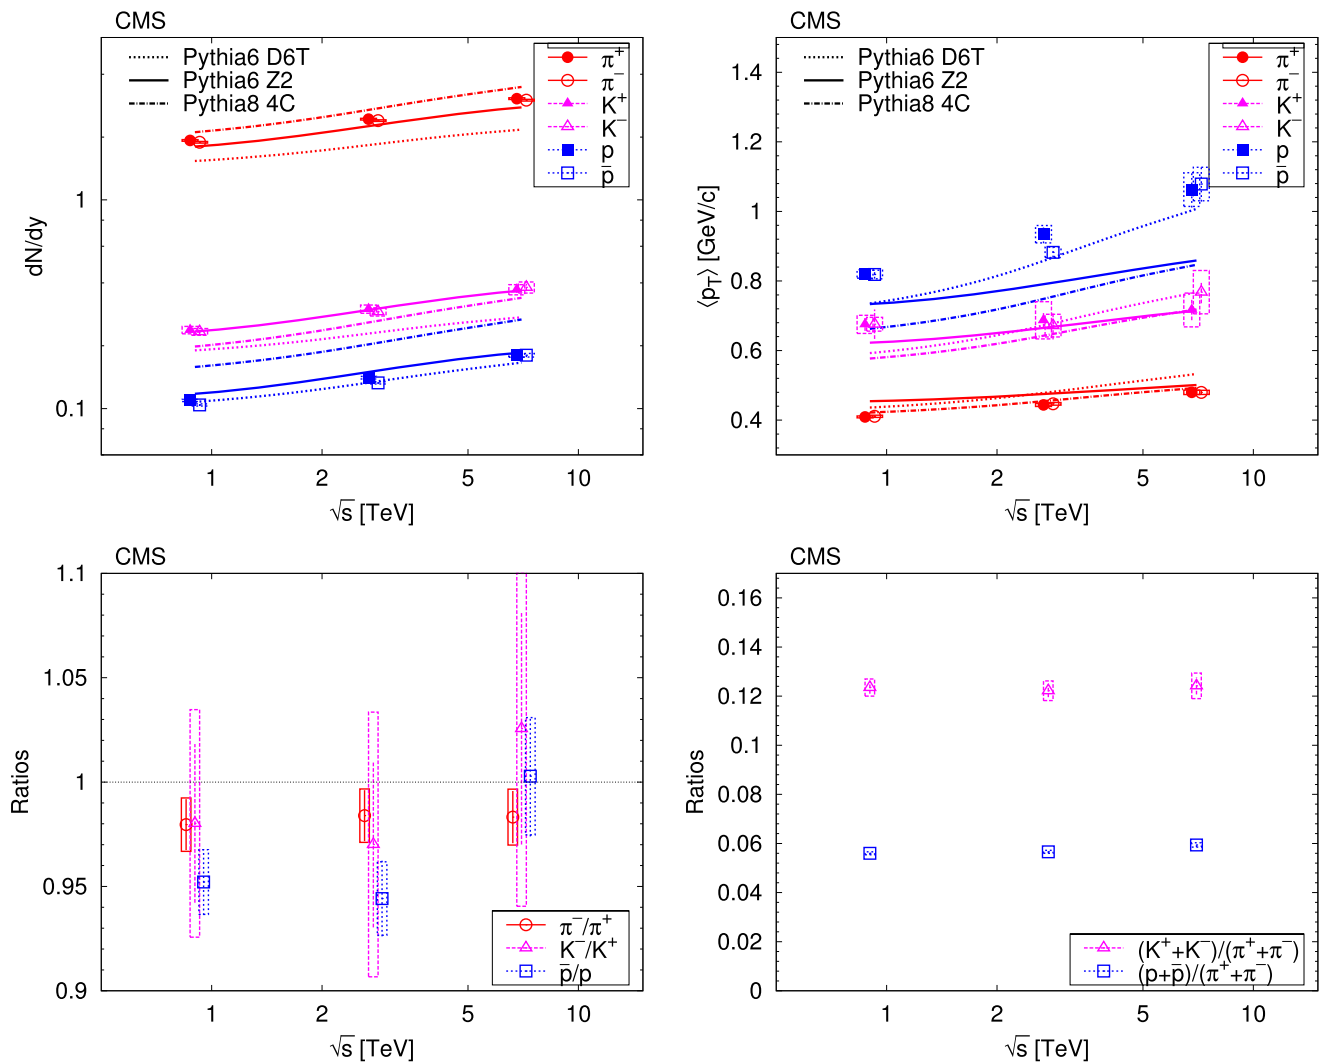 CMS
Pythia6 D6T
Pythia6 Z2
Pythia8 4C
π⁺
π⁻
K⁺
K⁻
p
p̄
1
0.1
dN/dy
1 2 5 10
√s [TeV]
CMS
Pythia6 D6T
Pythia6 Z2
Pythia8 4C
π⁺
π⁻
K⁺
K⁻
p
p̄
1.4
1.2
1
0.8
0.6
0.4
⟨p_T⟩ [GeV/c]
1 2 5 10
√s [TeV]
CMS
1.1
1.05
1
0.95
0.9
Ratios
π⁻/π⁺
K⁻/K⁺
p̄/p
1 2 5 10
√s [TeV]
CMS
0.16
0.14
0.12
0.1
0.08
0.06
0.04
0.02
0
Ratios
(K⁺+K⁻)/(π⁺+π⁻)
(p+p̄)/(π⁺+π⁻)
1 2 5 10
√s [TeV]